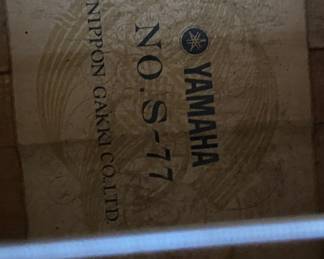 YAMAHA
NO. S-77
NIPPON GAKKI CO. LTD.